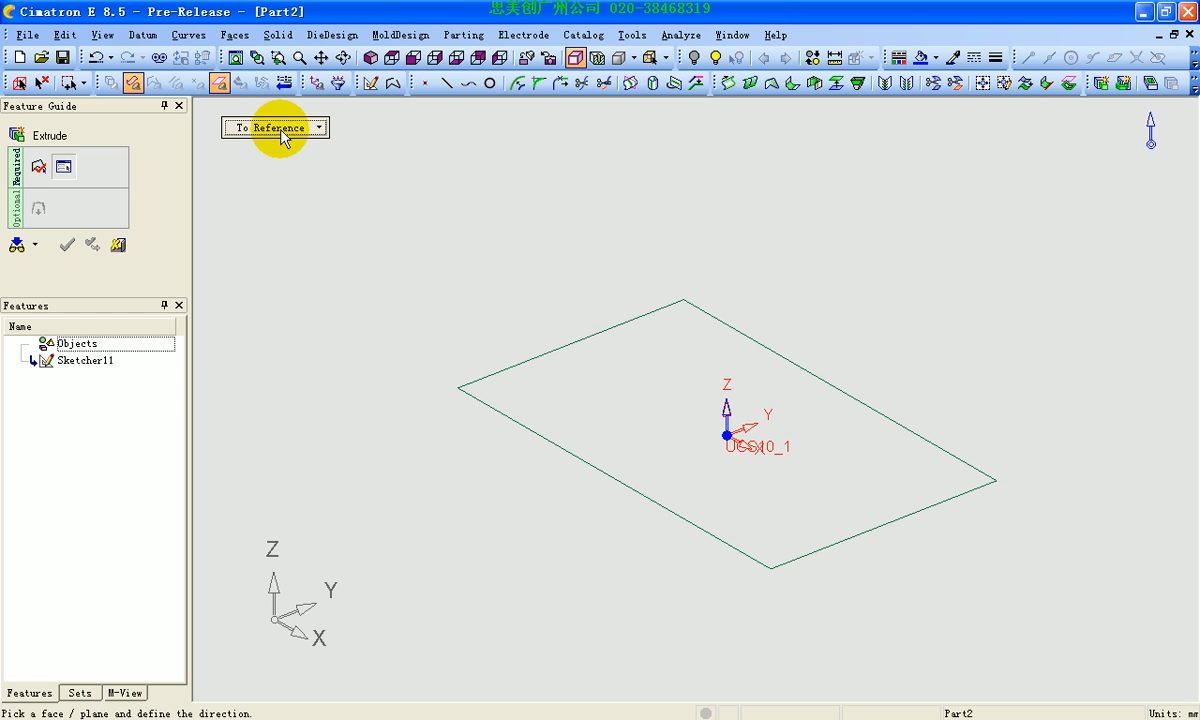 Cimatron E 8.5 - Pre-Release - [Part2]
思美创广州公司 020-38468319
File Edit View Datum Curves Faces Solid DieDesign MoldDesign Parting Electrode Catalog Tools Analyze Window Help
Feature Guide
To Reference
Extrude
Required
Optional
Features
Name
Objects
Sketcher11
Z
Y
Z
Y
X
Features Sets M-View
Pick a face / plane and define the direction.
Part2
Units: mm